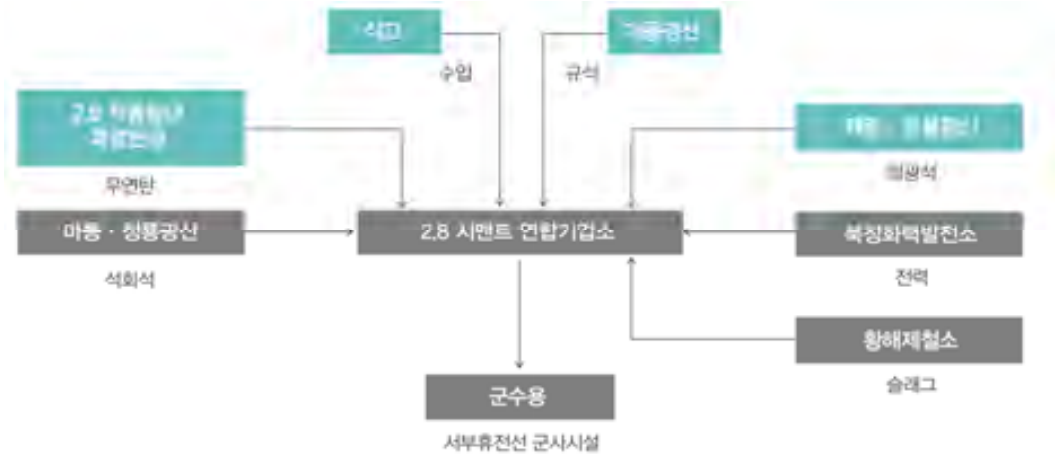 석고
수입
규석
무연탄
철광석
마동 · 청룡광산
2.8 시멘트 연합기업소
북창화력발전소
석회석
전력
황해제철소
슬래그
군수용
서부휴전선 군사시설